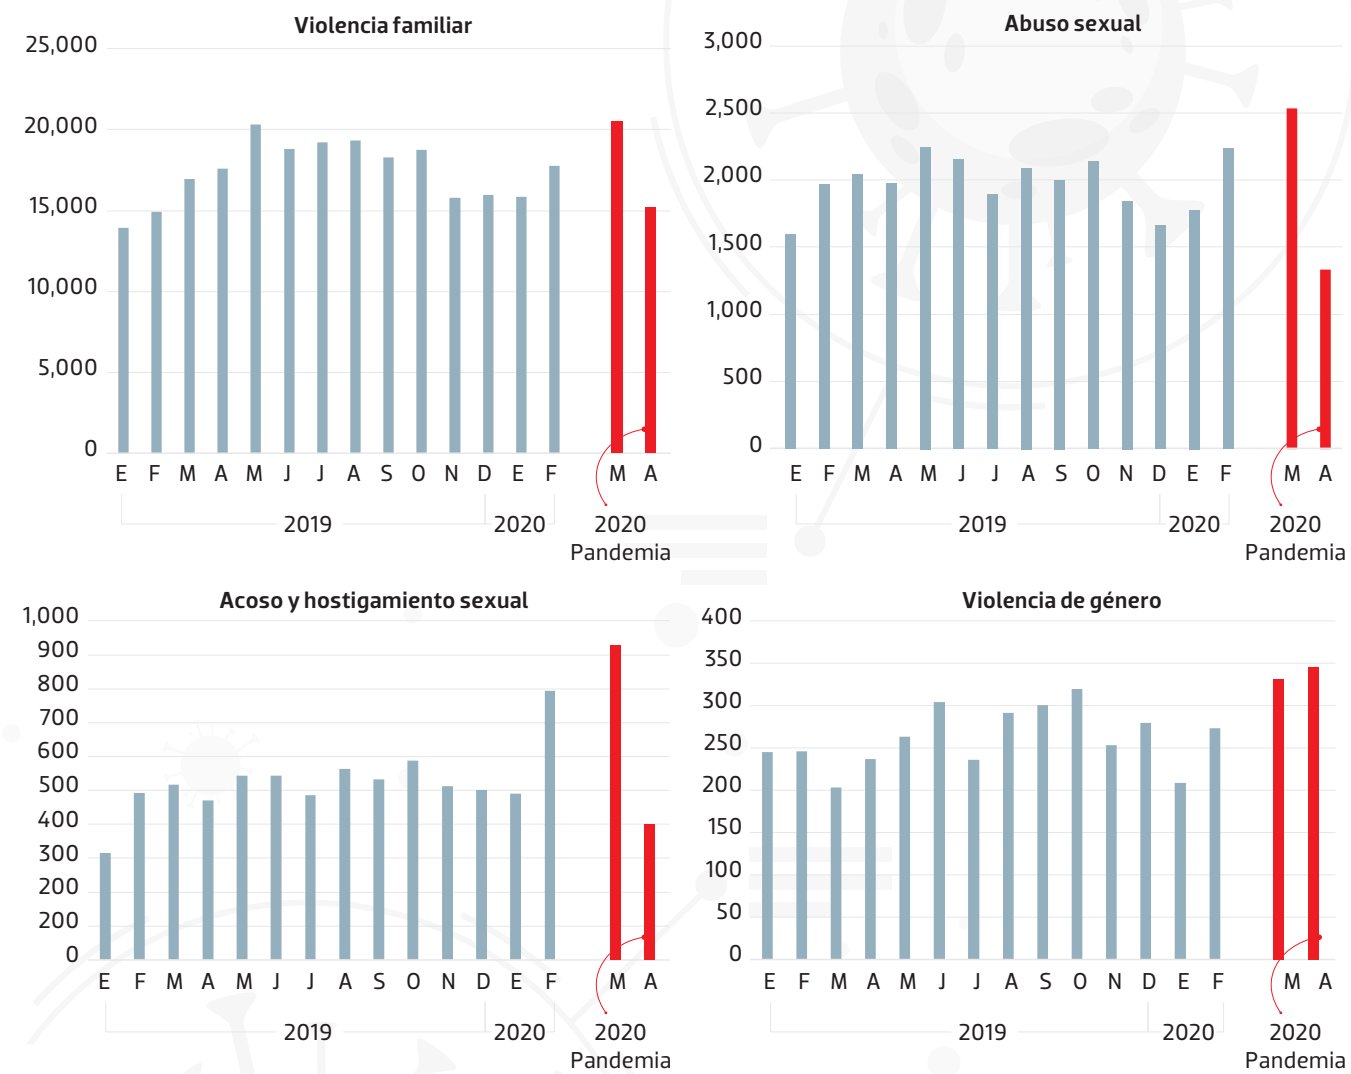 Violencia familiar
25,000
20,000
15,000
10,000
5,000
0
E F M A M J J A S O N D E F M A
2019 2020 2020
Pandemia
Abuso sexual
3,000
2,500
2,000
1,500
1,000
500
0
E F M A M J J A S O N D E F M A
2019 2020 2020
Pandemia
Acoso y hostigamiento sexual
1,000
900
800
700
600
500
400
300
200
200
0
E F M A M J J A S O N D E F M A
2019 2020 2020
Pandemia
Violencia de género
400
350
300
250
200
150
100
50
0
E F M A M J J A S O N D E F M A
2019 2020 2020
Pandemia